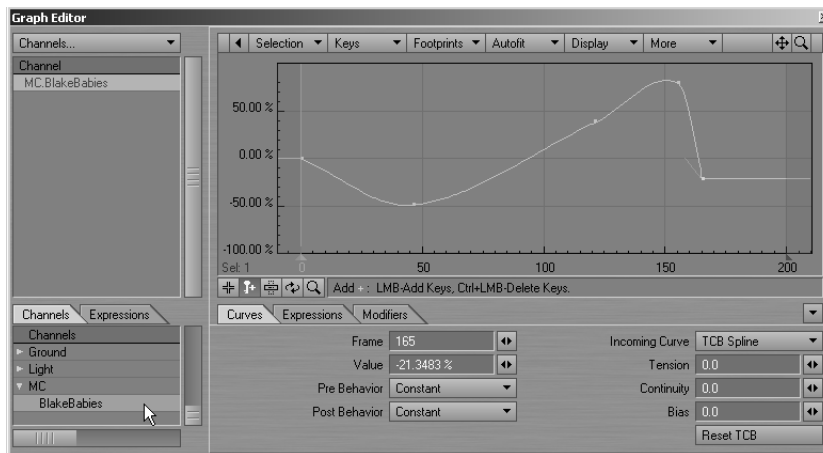 Graph Editor
Channels...
Selection Keys Footprints Autofit Display More
Channel
MC.BlakeBabies
50.00 %
0.00 %
-50.00 %
-100.00 %
Sel: 1 0 50 100 150 200
Add + : LMB-Add Keys, Ctrl+LMB-Delete Keys.
Channels Expressions
Curves Expressions Modifiers
Channels
Ground
Light
MC
BlakeBabies
Frame 165
Value -21.3483 %
Pre Behavior Constant
Post Behavior Constant
Incoming Curve TCB Spline
Tension 0.0
Continuity 0.0
Bias 0.0
Reset TCB